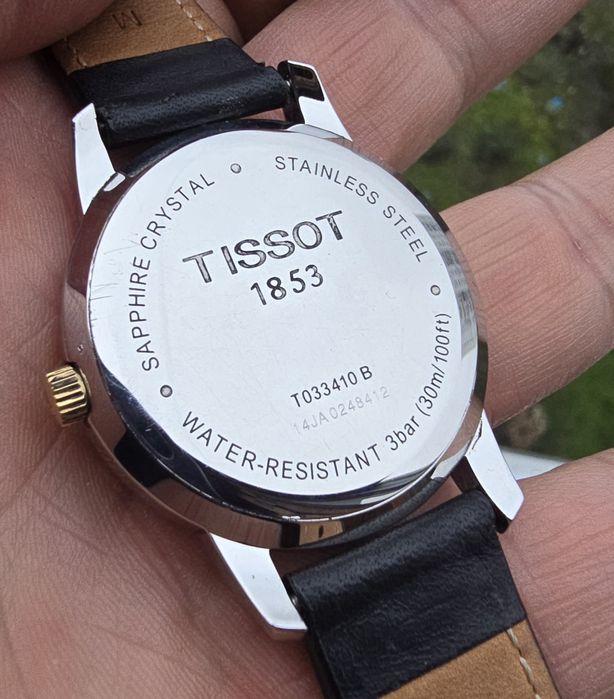 SAPPHIRE CRYSTAL
STAINLESS STEEL
TISSOT
1853
T033410 B
14JA0248412
WATER-RESISTANT 3bar (30m/100ft)
M